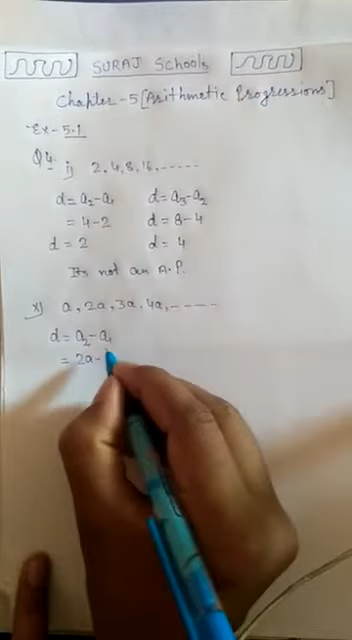 SURAJ Schools
Chapter-5[Arithmetic Progressions]
Ex-5.1
Q4. i) 2, 4, 8, 16, ------
d = a₂-a₁ d = a₃-a₂
= 4-2 d = 8-4
d = 2 d = 4
Its not an A.P.
x) a, 2a, 3a, 4a, ----
d = a₂-a₁
= 2a-